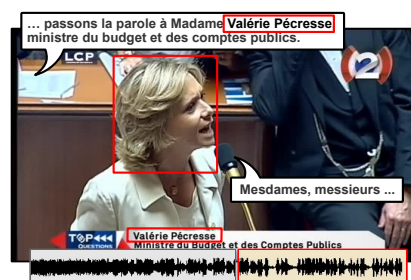 ... passons la parole à Madame Valérie Pécresse
ministre du budget et des comptes publics.
LCP
2
Mesdames, messieurs ...
TOP
QUESTIONS
Valérie Pécresse
Ministre du Budget et des Comptes Publics